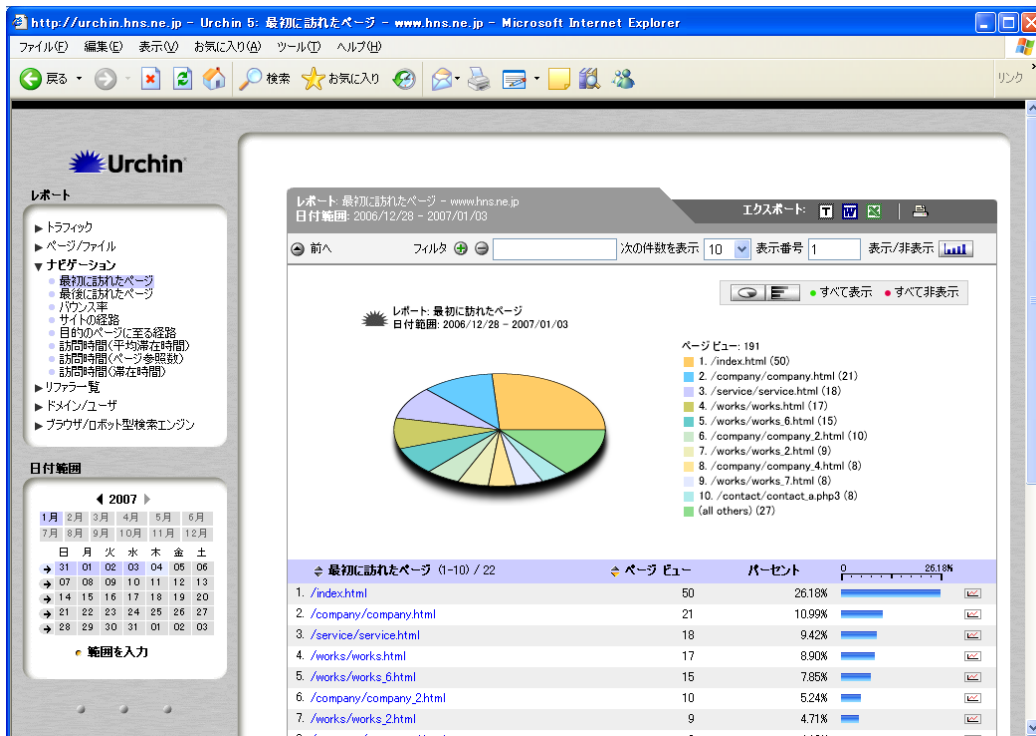 http://urchin.hns.ne.jp - Urchin 5: 最初に訪れたページ - www.hns.ne.jp - Microsoft Internet Explorer
ファイル(F) 編集(E) 表示(V) お気に入り(A) ツール(T) ヘルプ(H)
戻る 検索 お気に入り リンク
Urchin
レポート
トラフィック
ページ/ファイル
ナビゲーション
最初に訪れたページ
最後に訪れたページ
バウンス率
サイトの経路
目的のページに至る経路
訪問時間(平均滞在時間)
訪問時間(ページ参照数)
訪問時間(滞在時間)
リファラ一覧
ドメイン/ユーザ
ブラウザ/ロボット型検索エンジン
日付範囲
2007
1月 2月 3月 4月 5月 6月
7月 8月 9月 10月 11月 12月
日 月 火 水 木 金 土
31 01 02 03 04 05 06
07 08 09 10 11 12 13
14 15 16 17 18 19 20
21 22 23 24 25 26 27
28 29 30 31 01 02 03
範囲を入力
レポート: 最初に訪れたページ - www.hns.ne.jp
日付範囲: 2006/12/28 - 2007/01/03
エクスポート:
前へ フィルタ 次の件数を表示 10 表示番号 1 表示/非表示
すべて表示 すべて非表示
レポート: 最初に訪れたページ
日付範囲: 2006/12/28 - 2007/01/03
ページ ビュー: 191
1. /index.html (50)
2. /company/company.html (21)
3. /service/service.html (18)
4. /works/works.html (17)
5. /works/works_6.html (15)
6. /company/company_2.html (10)
7. /works/works_2.html (9)
8. /company/company_4.html (8)
9. /works/works_7.html (8)
10. /contact/contact_a.php3 (8)
(all others) (27)
最初に訪れたページ (1-10) / 22 ページ ビュー パーセント 0 26.18%
1. /index.html 50 26.18%
2. /company/company.html 21 10.99%
3. /service/service.html 18 9.42%
4. /works/works.html 17 8.90%
5. /works/works_6.html 15 7.85%
6. /company/company_2.html 10 5.24%
7. /works/works_2.html 9 4.71%